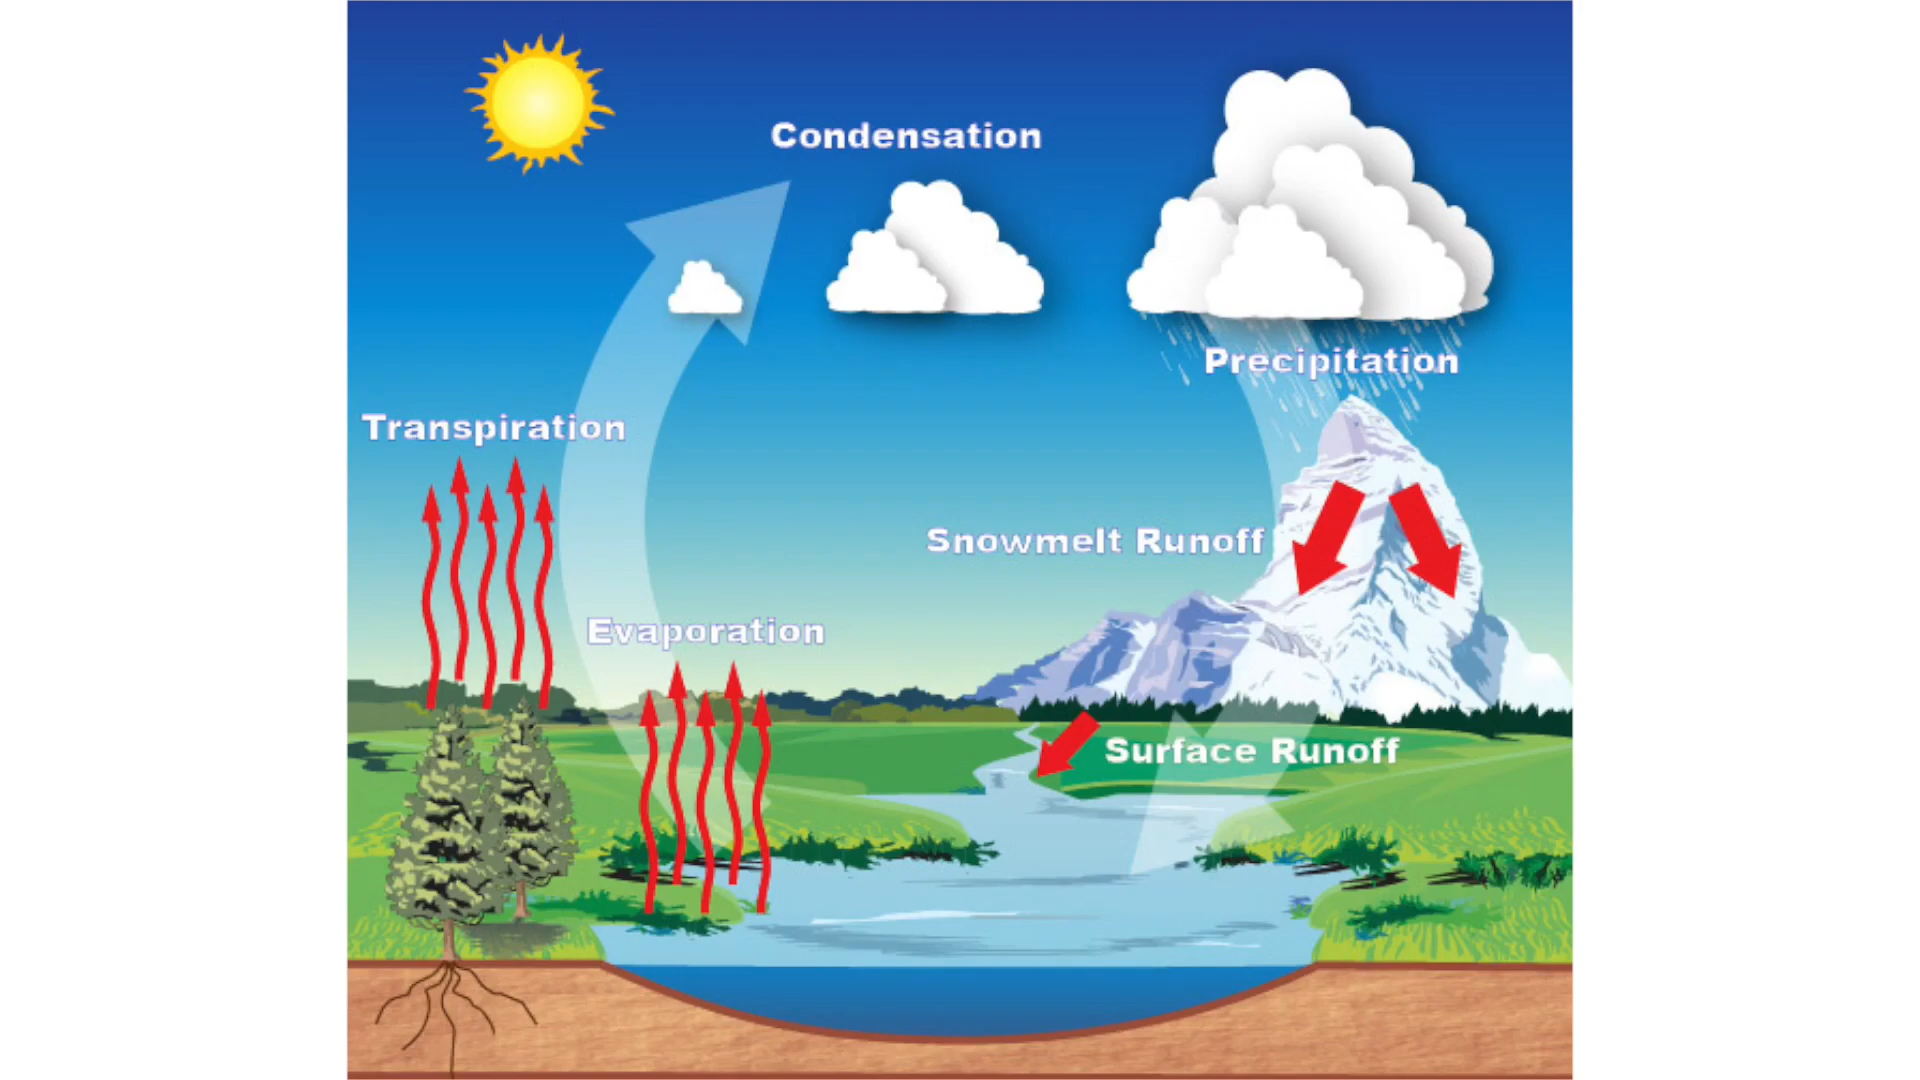 Condensation
Precipitation
Transpiration
Snowmelt Runoff
Evaporation
Surface Runoff